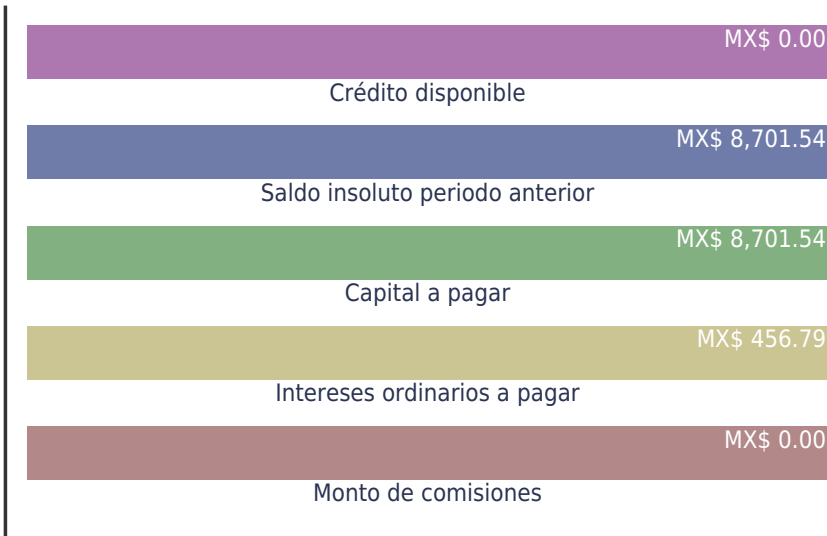 MX$ 0.00
Crédito disponible
MX$ 8,701.54
Saldo insoluto periodo anterior
MX$ 8,701.54
Capital a pagar
MX$ 456.79
Intereses ordinarios a pagar
MX$ 0.00
Monto de comisiones